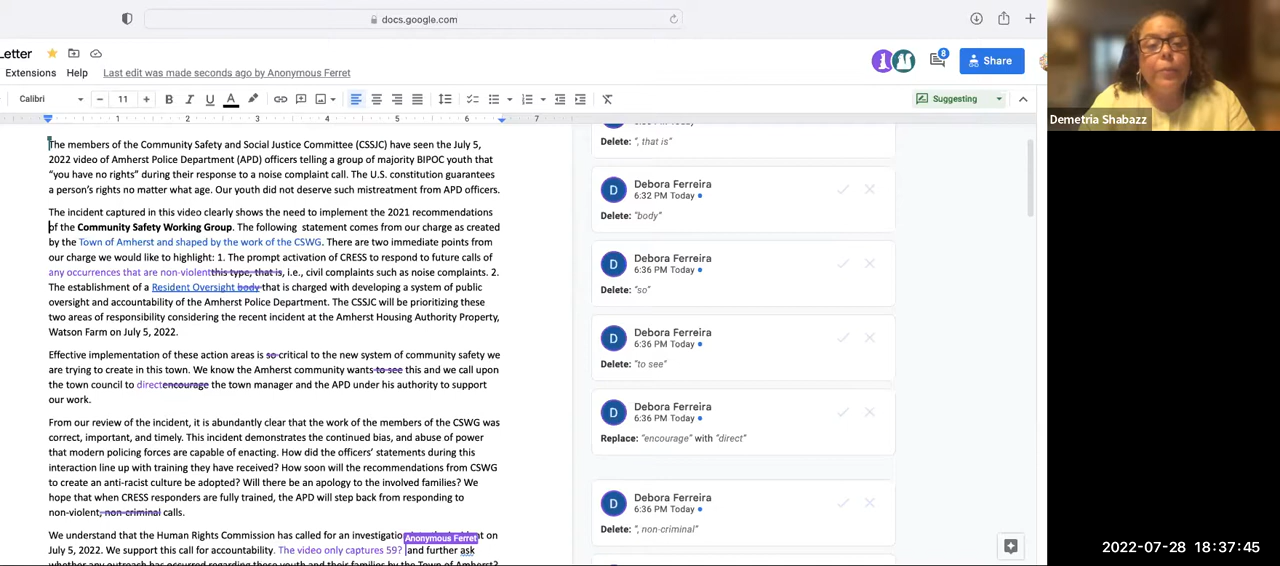 docs.google.com
Letter
Extensions Help Last edit was made seconds ago by Anonymous Ferret
8
Share
Calibri 11 B I U A
Suggesting
1 2 3 4 5 6 7
The members of the Community Safety and Social Justice Committee (CSSJC) have seen the July 5,
2022 video of Amherst Police Department (APD) officers telling a group of majority BIPOC youth that
“you have no rights” during their response to a noise complaint call. The U.S. constitution guarantees
a person's rights no matter what age. Our youth did not deserve such mistreatment from APD officers.
The incident captured in this video clearly shows the need to implement the 2021 recommendations
of the Community Safety Working Group. The following statement comes from our charge as created
by the Town of Amherst and shaped by the work of the CSWG. There are two immediate points from
our charge we would like to highlight: 1. The prompt activation of CRESS to respond to future calls of
any occurrences that are non-violentthis type, that is, i.e., civil complaints such as noise complaints. 2.
The establishment of a Resident Oversight body that is charged with developing a system of public
oversight and accountability of the Amherst Police Department. The CSSJC will be prioritizing these
two areas of responsibility considering the recent incident at the Amherst Housing Authority Property,
Watson Farm on July 5, 2022.
Effective implementation of these action areas is so critical to the new system of community safety we
are trying to create in this town. We know the Amherst community wants to see this and we call upon
the town council to directencourage the town manager and the APD under his authority to support
our work.
From our review of the incident, it is abundantly clear that the work of the members of the CSWG was
correct, important, and timely. This incident demonstrates the continued bias, and abuse of power
that modern policing forces are capable of enacting. How did the officers' statements during this
interaction line up with training they have received? How soon will the recommendations from CSWG
to create an anti-racist culture be adopted? Will there be an apology to the involved families? We
hope that when CRESS responders are fully trained, the APD will step back from responding to
non-violent, non-criminal calls.
We understand that the Human Rights Commission has called for an investigation on
Anonymous Ferret
July 5, 2022. We support this call for accountability. The video only captures 59? and further ask
whether any outreach has occurred regarding these youth and their families by the Town of Amherst?
Delete: “, that is”
D
Debora Ferreira
6:32 PM Today
Delete: “body”
D
Debora Ferreira
6:36 PM Today
Delete: “so”
D
Debora Ferreira
6:36 PM Today
Delete: “to see”
D
Debora Ferreira
6:36 PM Today
Replace: “encourage” with “direct”
D
Debora Ferreira
6:36 PM Today
Delete: “, non-criminal”
Demetria Shabazz
2022-07-28 18:37:45